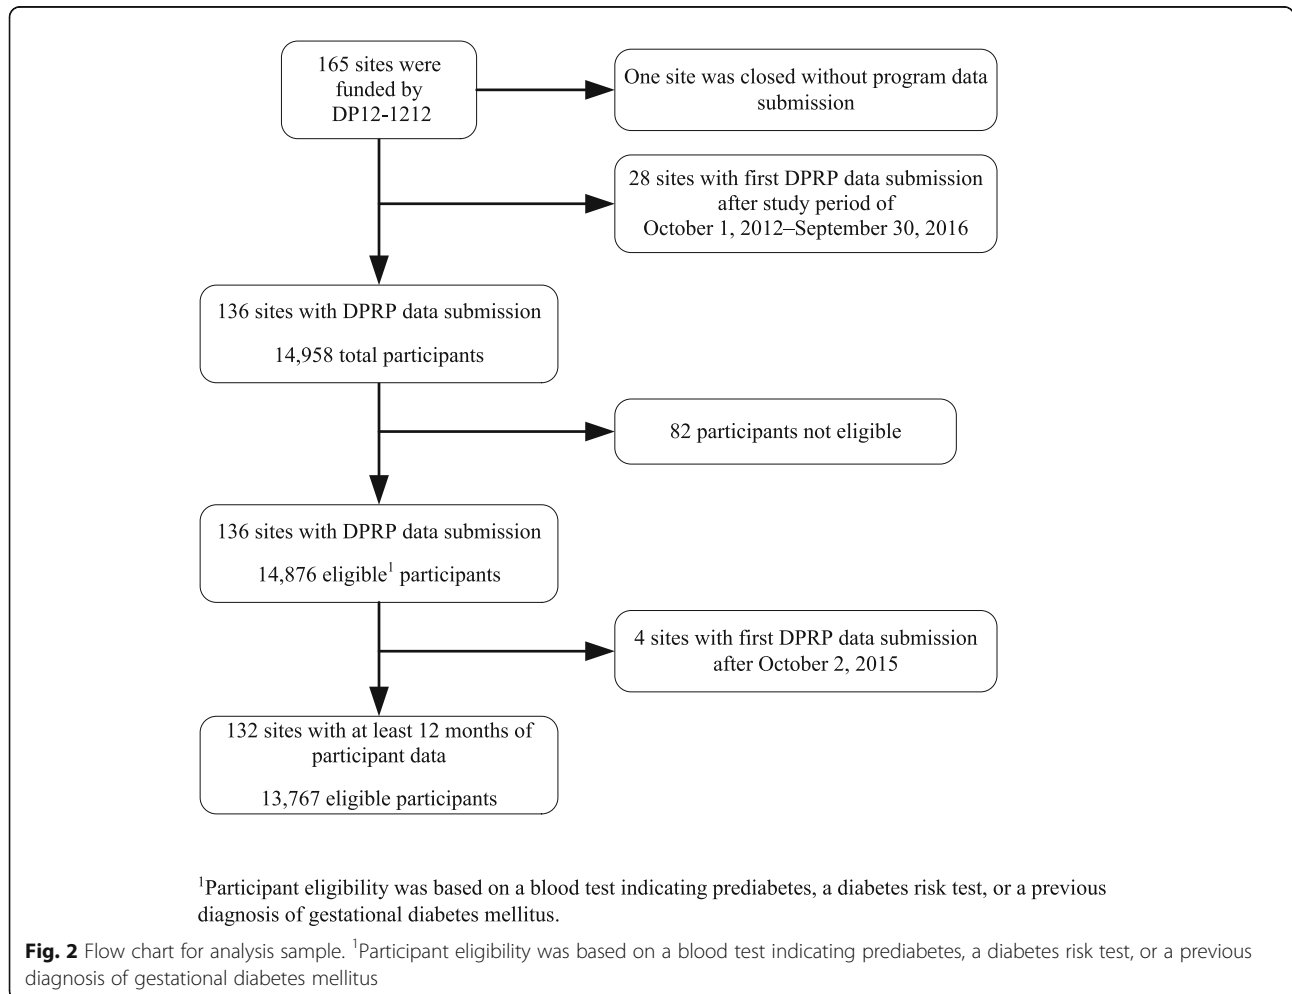 165 sites were
funded by
DP12-1212
One site was closed without program data
submission
28 sites with first DPRP data submission
after study period of
October 1, 2012–September 30, 2016
136 sites with DPRP data submission
14,958 total participants
82 participants not eligible
136 sites with DPRP data submission
14,876 eligible¹ participants
4 sites with first DPRP data submission
after October 2, 2015
132 sites with at least 12 months of
participant data
13,767 eligible participants
¹Participant eligibility was based on a blood test indicating prediabetes, a diabetes risk test, or a previous
diagnosis of gestational diabetes mellitus.
Fig. 2 Flow chart for analysis sample. ¹Participant eligibility was based on a blood test indicating prediabetes, a diabetes risk test, or a previous
diagnosis of gestational diabetes mellitus